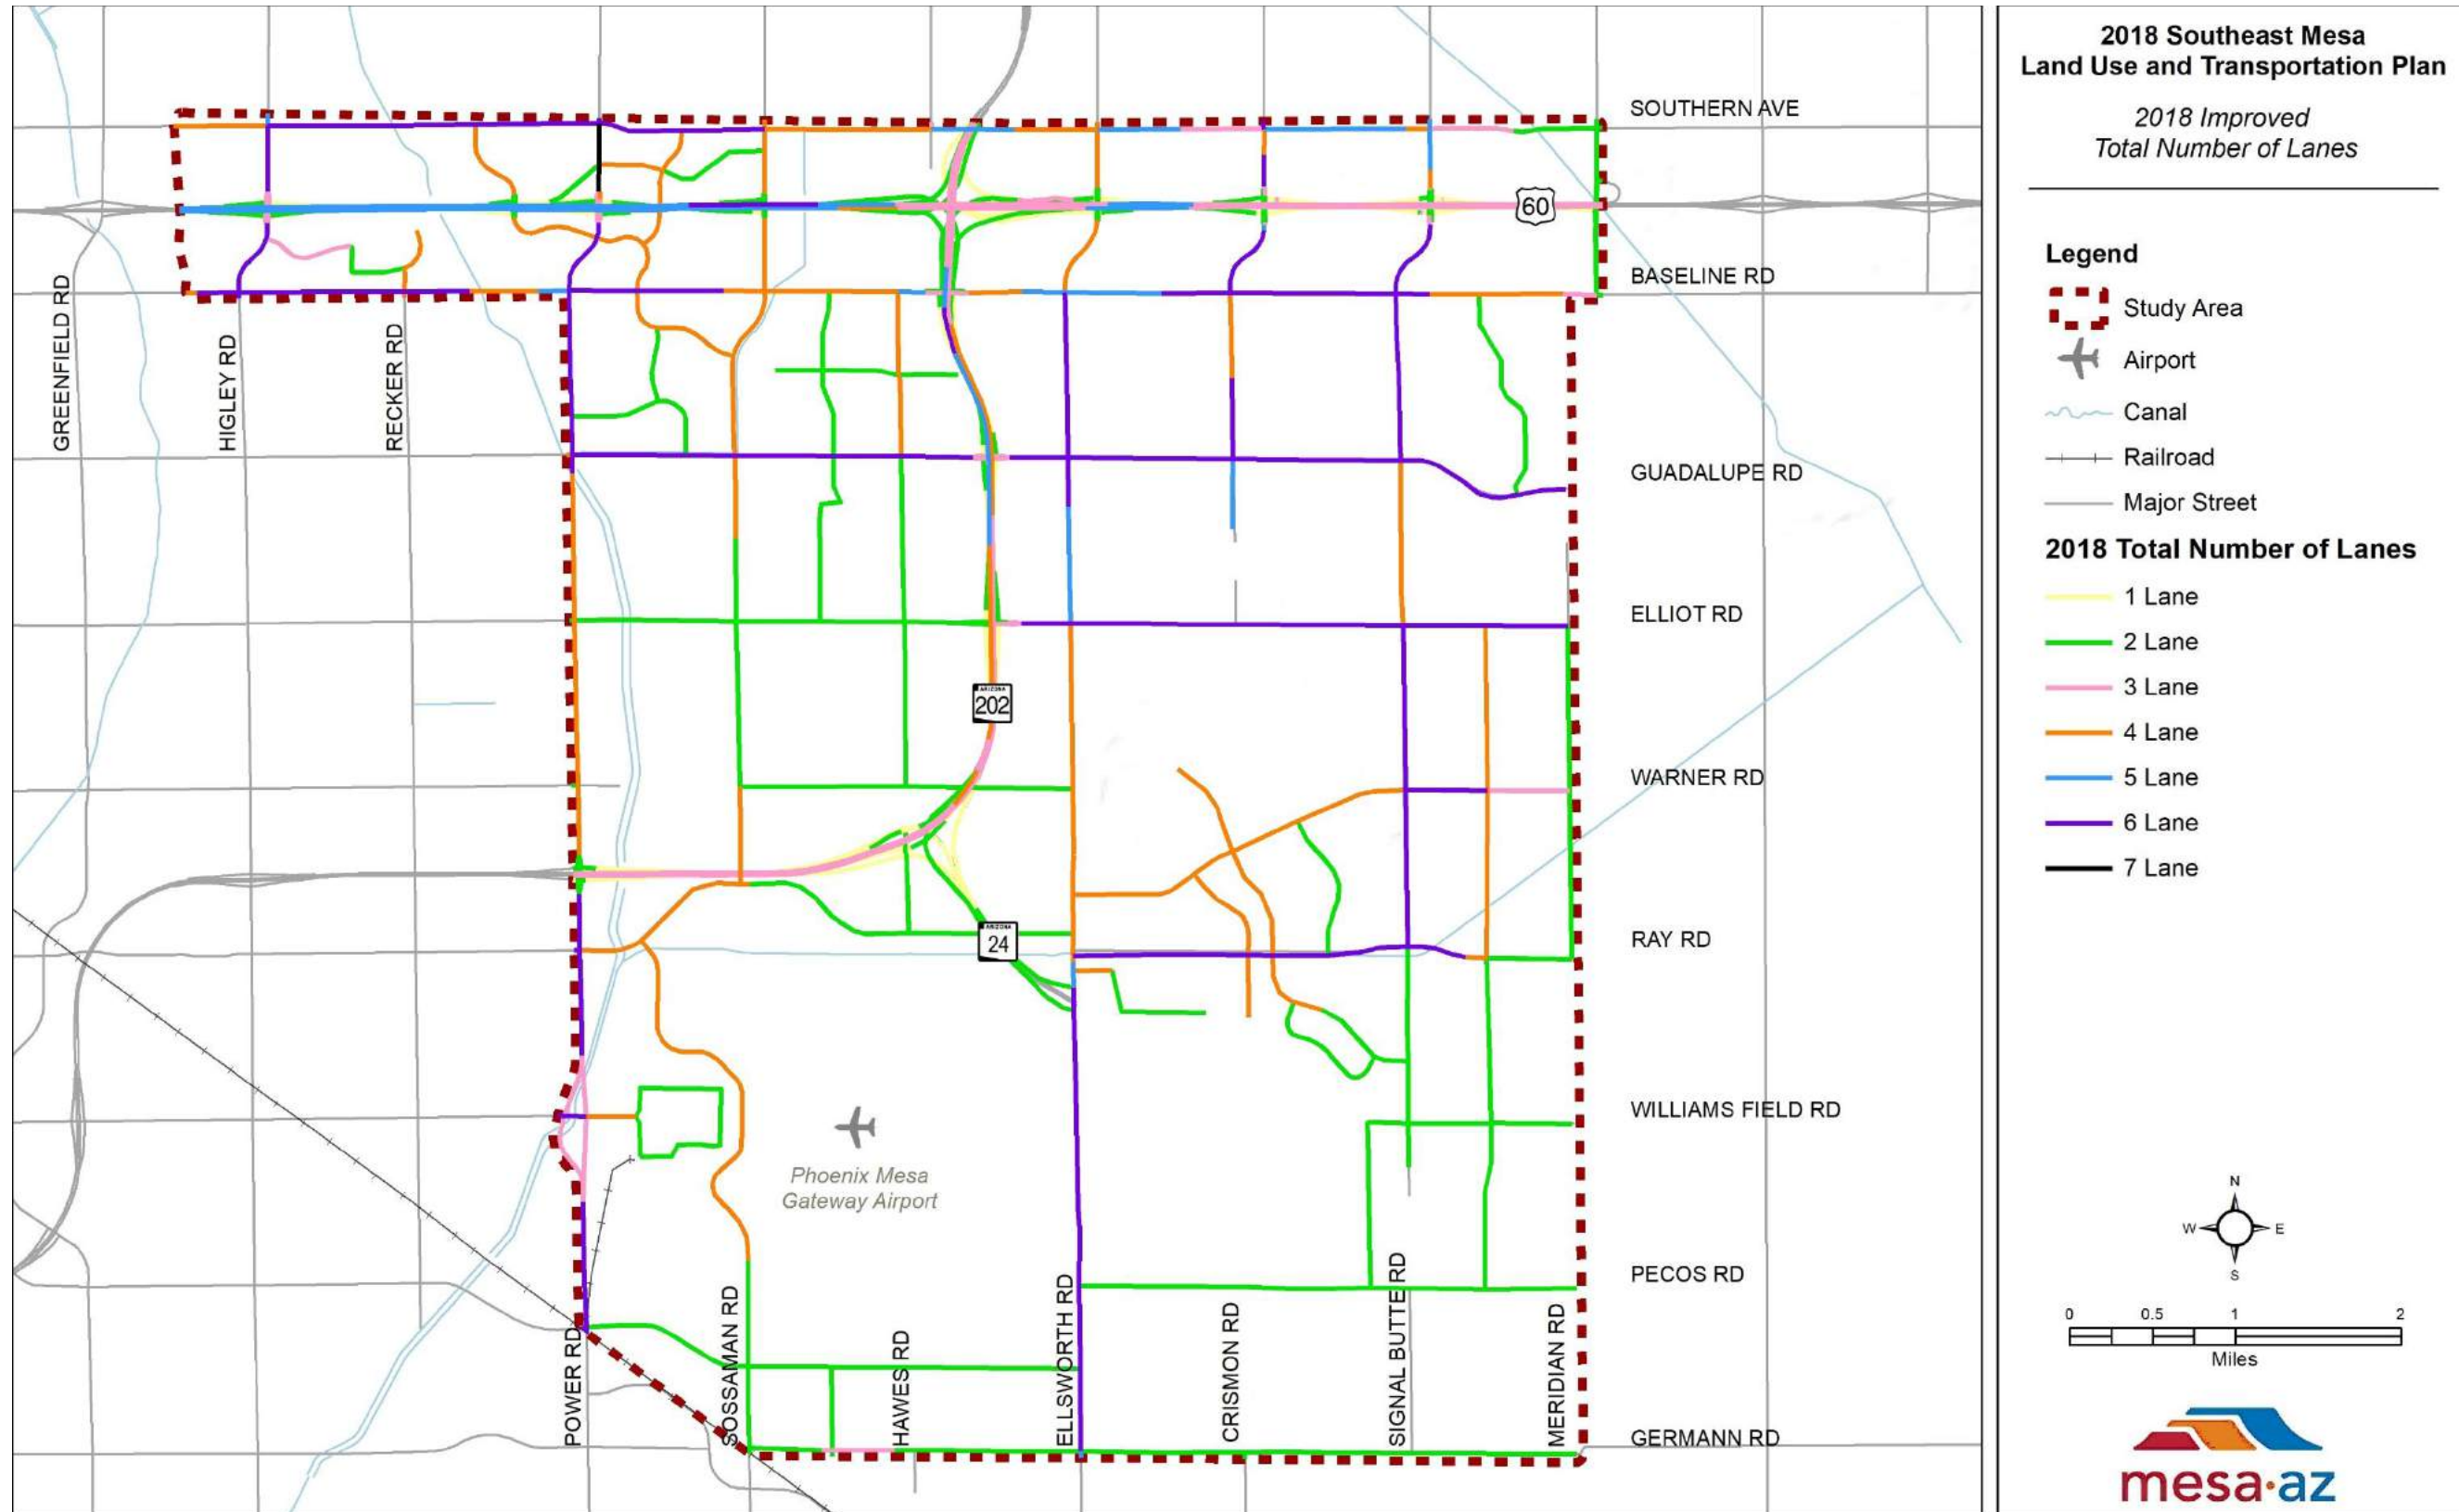 2018 Southeast Mesa
Land Use and Transportation Plan
2018 Improved
Total Number of Lanes
Legend
Study Area
Airport
Canal
Railroad
Major Street
2018 Total Number of Lanes
1 Lane
2 Lane
3 Lane
4 Lane
5 Lane
6 Lane
7 Lane
SOUTHERN AVE
60
BASELINE RD
GREENFIELD RD
HIGLEY RD
RECKER RD
GUADALUPE RD
ELLIOT RD
ARIZONA
202
WARNER RD
ARIZONA
24
RAY RD
WILLIAMS FIELD RD
Phoenix Mesa
Gateway Airport
PECOS RD
POWER RD
SOSSAMAN RD
HAWES RD
ELLSWORTH RD
CRISMON RD
SIGNAL BUTTE RD
MERIDIAN RD
GERMANN RD
N
W
E
S
0 0.5 1 2
Miles
mesa·az